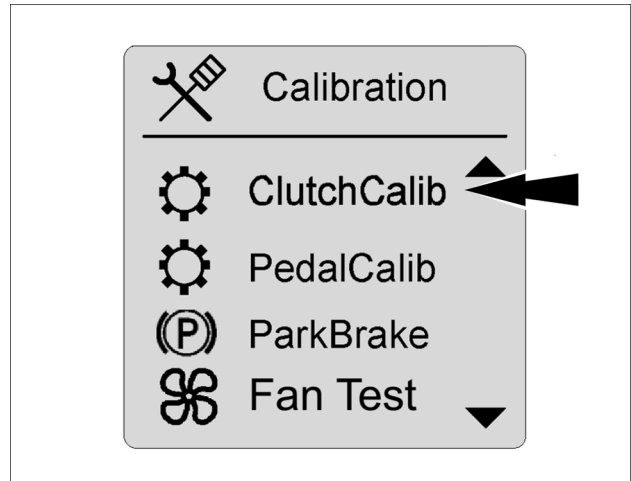 Calibration
ClutchCalib
PedalCalib
(P) ParkBrake
Fan Test